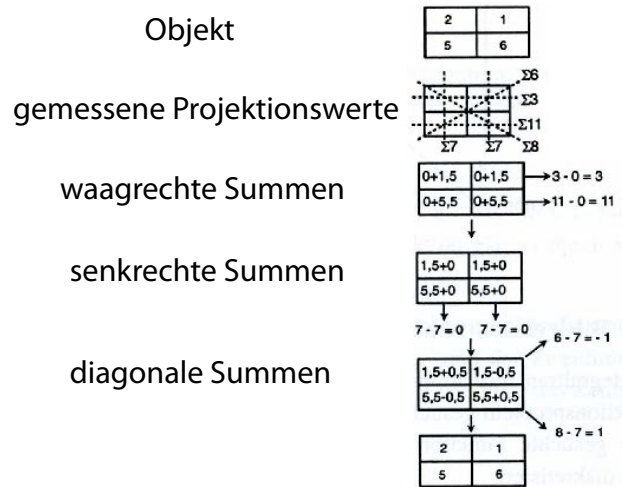 Objekt
2 1
5 6
gemessene Projektionswerte
Σ6
Σ3
Σ11
Σ7 Σ7 Σ8
waagrechte Summen
0+1,5 0+1,5 3 - 0 = 3
0+5,5 0+5,5 11 - 0 = 11
senkrechte Summen
1,5+0 1,5+0
5,5+0 5,5+0
7 - 7 = 0 7 - 7 = 0
6 - 7 = - 1
diagonale Summen
1,5+0,5 1,5-0,5
5,5-0,5 5,5+0,5
8 - 7 = 1
2 1
5 6